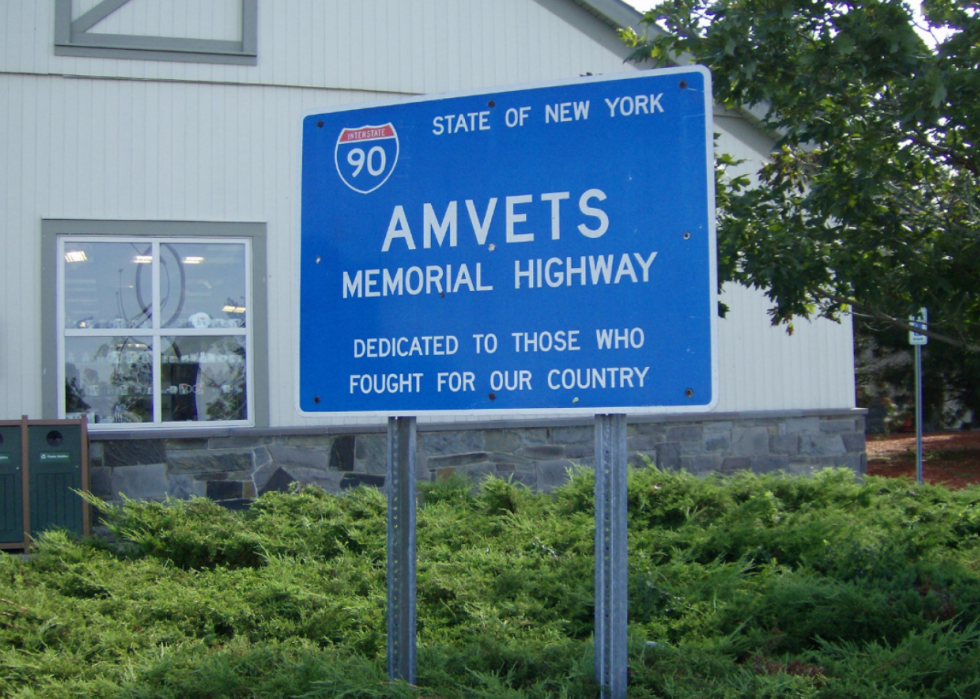 STATE OF NEW YORK
INTERSTATE
90
AMVETS
MEMORIAL HIGHWAY
DEDICATED TO THOSE WHO
FOUGHT FOR OUR COUNTRY